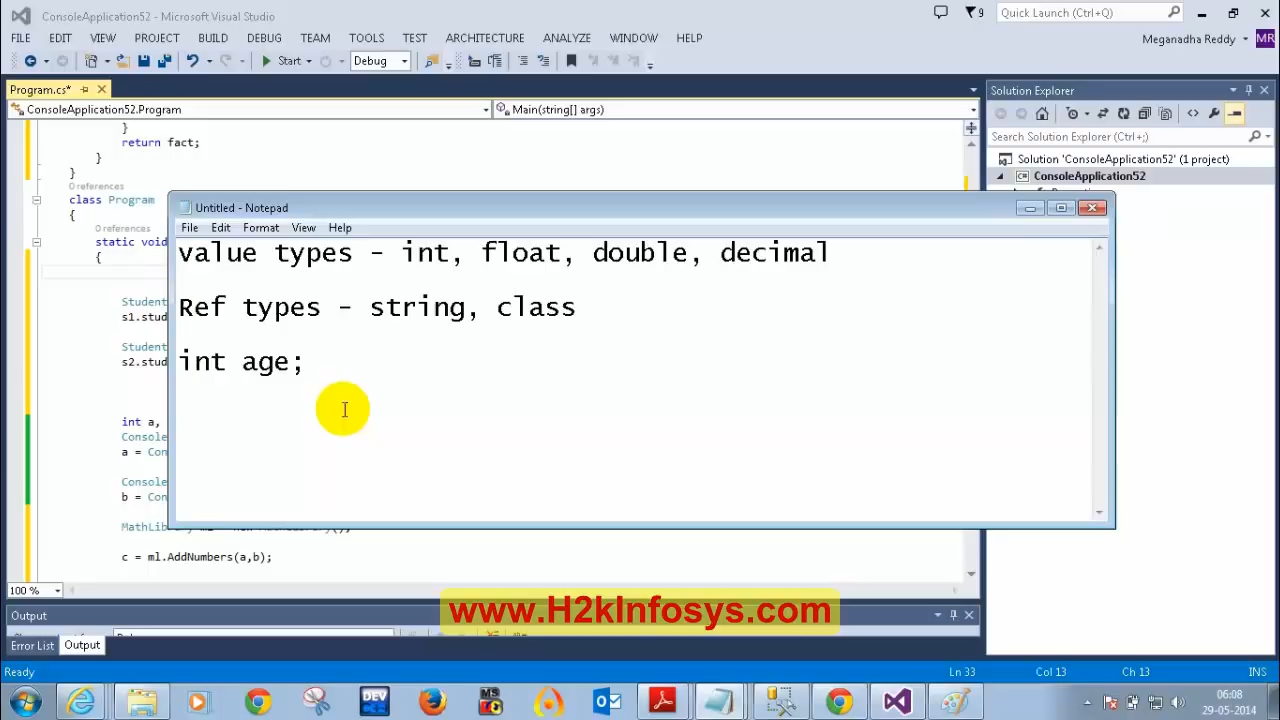 ConsoleApplication52 - Microsoft Visual Studio
9
Quick Launch (Ctrl+Q)
FILE EDIT VIEW PROJECT BUILD DEBUG TEAM TOOLS TEST ARCHITECTURE ANALYZE WINDOW HELP
Meganadha Reddy MR
Start Debug
Program.cs*
ConsoleApplication52.Program
Main(string[] args)
}
return fact;
}
}
0 references
class Program
{
0 references
static void
{
Student
s1.stud
Student
s2.stud
int a,
Console
a = Con
Console
b = Con
c = ml.AddNumbers(a,b);
100 %
Untitled - Notepad
File Edit Format View Help
value types - int, float, double, decimal
Ref types - string, class
int age;
Solution Explorer
Search Solution Explorer (Ctrl+;)
Solution 'ConsoleApplication52' (1 project)
ConsoleApplication52
Output
www.H2kInfosys.com
Error List Output
Ready
Ln 33
Col 13
Ch 13
INS
DEV
MS
06:08
29-05-2014